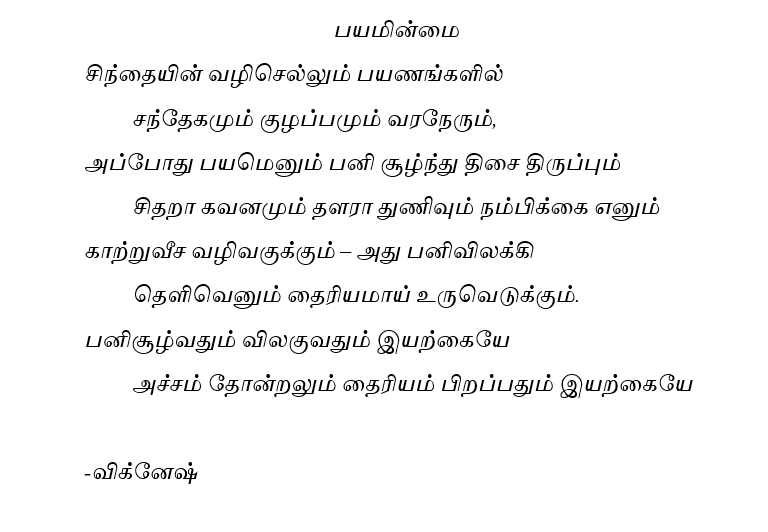 பயமின்மை
சிந்தையின் வழிசெல்லும் பயணங்களில்
சந்தேகமும் குழப்பமும் வரநேரும்,
அப்போது பயமெனும் பனி சூழ்ந்து திசை திருப்பும்
சிதறா கவனமும் தளரா துணிவும் நம்பிக்கை எனும்
காற்றுவீச வழிவகுக்கும் – அது பனிவிலக்கி
தெளிவெனும் தைரியமாய் உருவெடுக்கும்.
பனிசூழ்வதும் விலகுவதும் இயற்கையே
அச்சம் தோன்றலும் தைரியம் பிறப்பதும் இயற்கையே
-விக்னேஷ்